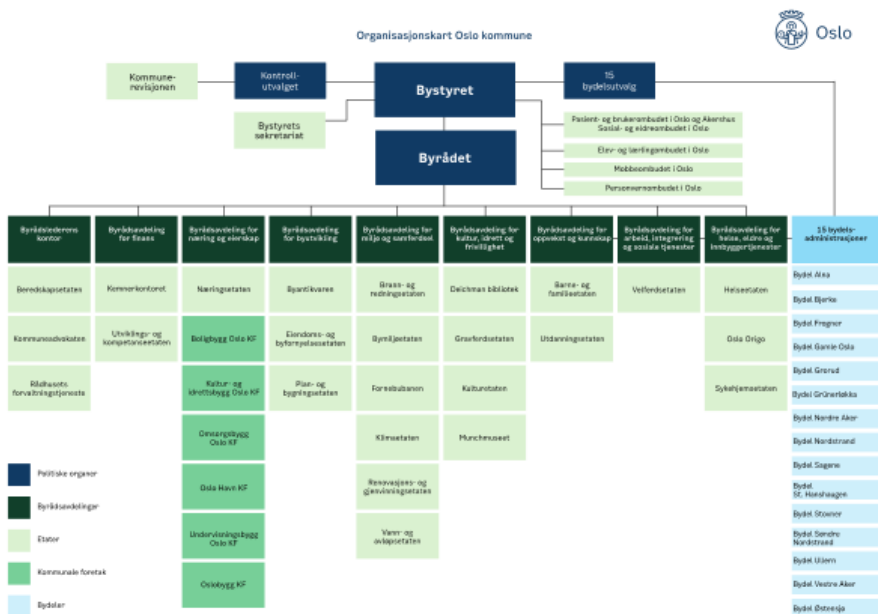 Organisasjonskart Oslo kommune
Oslo
Kommune-
revisjonen
Kontroll-
utvalget
Bystyret
15
bydelsutvalg
Bystyrets
sekretariat
Pasient- og brukerombudet i Oslo og Akershus
Sosial- og eldreombudet i Oslo
Elev- og lærlingombudet i Oslo
Mobbeombudet i Oslo
Personvernombudet i Oslo
Byrådet
Byrådslederens
kontor
Byrådsavdeling
for finans
Byrådsavdeling for
næring og eierskap
Byrådsavdeling
for byutvikling
Byrådsavdeling for
miljø og samferdsel
Byrådsavdeling for
kultur, idrett og
frivillighet
Byrådsavdeling for
oppvekst og kunnskap
Byrådsavdeling for
arbeid, integrering
og sosiale tjenester
Byrådsavdeling for
helse, eldre og
innbyggertjenester
15 bydels-
administrasjoner
Beredskapsetaten
Kemnerkontoret
Næringsetaten
Byantikvaren
Brann- og
redningsetaten
Deichman bibliotek
Barne- og
familieetaten
Velferdsetaten
Helseetaten
Kommuneadvokaten
Utviklings- og
kompetanseetaten
Boligbygg Oslo KF
Eiendoms- og
byfornyelsesetaten
Bymiljøetaten
Gravferdsetaten
Utdanningsetaten
Oslo Origo
Rådhusets
forvaltningstjeneste
Kultur- og
idrettsbygg Oslo KF
Plan- og
bygningsetaten
Fornebubanen
Kulturetaten
Sykehjemsetaten
Omsorgsbygg
Oslo KF
Klimaetaten
Munchmuseet
Oslo Havn KF
Renovasjons- og
gjenvinningsetaten
Undervisningsbygg
Oslo KF
Vann- og
avløpsetaten
Oslobygg KF
Bydel Alna
Bydel Bjerke
Bydel Frogner
Bydel Gamle Oslo
Bydel Grorud
Bydel Grünerløkka
Bydel Nordre Aker
Bydel Nordstrand
Bydel Sagene
Bydel
St. Hanshaugen
Bydel Stovner
Bydel Søndre
Nordstrand
Bydel Ullern
Bydel Vestre Aker
Bydel Østensjø
Politiske organer
Byrådsavdelinger
Etater
Kommunale foretak
Bydeler